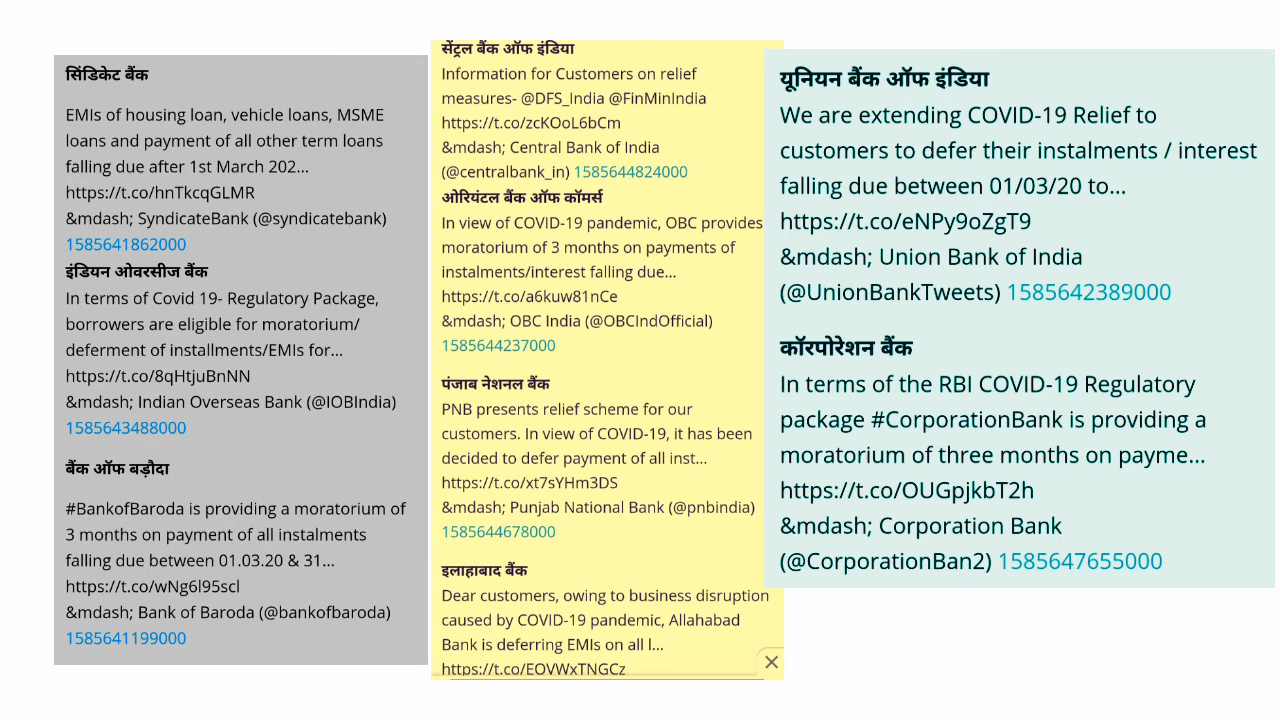 सिंडिकेट बैंक
EMIs of housing loan, vehicle loans, MSME
loans and payment of all other term loans
falling due after 1st March 202...
https://t.co/hnTkcqGLMR
&mdash; SyndicateBank (@syndicatebank)
1585641862000
इंडियन ओवरसीज बैंक
In terms of Covid 19- Regulatory Package,
borrowers are eligible for moratorium/
deferment of installments/EMIs for...
https://t.co/8qHtjuBnNN
&mdash; Indian Overseas Bank (@IOBIndia)
1585643488000
बैंक ऑफ बड़ौदा
#BankofBaroda is providing a moratorium of
3 months on payment of all instalments
falling due between 01.03.20 & 31...
https://t.co/wNg6l95scl
&mdash; Bank of Baroda (@bankofbaroda)
1585641199000
सेंट्रल बैंक ऑफ इंडिया
Information for Customers on relief
measures- @DFS_India @FinMinIndia
https://t.co/zcKOoL6bCm
&mdash; Central Bank of India
(@centralbank_in) 1585644824000
ओरियंटल बैंक ऑफ कॉमर्स
In view of COVID-19 pandemic, OBC provides
moratorium of 3 months on payments of
instalments/interest falling due...
https://t.co/a6kuw81nCe
&mdash; OBC India (@OBCIndOfficial)
1585644237000
पंजाब नेशनल बैंक
PNB presents relief scheme for our
customers. In view of COVID-19, it has been
decided to defer payment of all inst...
https://t.co/xt7sYHm3DS
&mdash; Punjab National Bank (@pnbindia)
1585644678000
इलाहाबाद बैंक
Dear customers, owing to business disruption
caused by COVID-19 pandemic, Allahabad
Bank is deferring EMIs on all l...
https://t.co/EOVWxTNGCz
यूनियन बैंक ऑफ इंडिया
We are extending COVID-19 Relief to
customers to defer their instalments / interest
falling due between 01/03/20 to...
https://t.co/eNPy9oZgT9
&mdash; Union Bank of India
(@UnionBankTweets) 1585642389000
कॉरपोरेशन बैंक
In terms of the RBI COVID-19 Regulatory
package #CorporationBank is providing a
moratorium of three months on payme...
https://t.co/OUGpjkbT2h
&mdash; Corporation Bank
(@CorporationBan2) 1585647655000